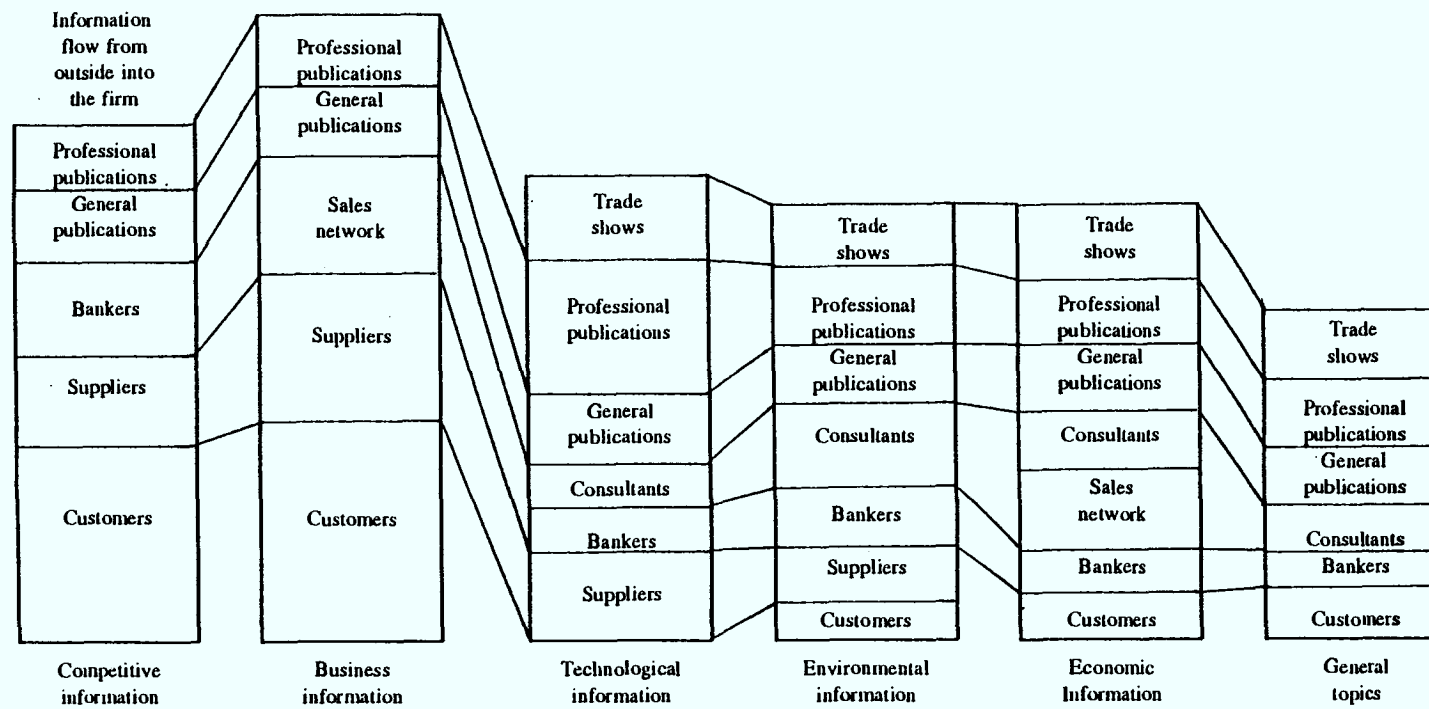 Information
flow from
outside into
the firm
Professional
publications
General
publications
Bankers
Suppliers
Customers
Competitive
information
Professional
publications
General
publications
Sales
network
Suppliers
Customers
Business
information
Trade
shows
Professional
publications
General
publications
Consultants
Bankers
Suppliers
Technological
information
Trade
shows
Professional
publications
General
publications
Consultants
Bankers
Suppliers
Customers
Environmental
information
Trade
shows
Professional
publications
General
publications
Consultants
Sales
network
Bankers
Customers
Economic
Information
Trade
shows
Professional
publications
General
publications
Consultants
Bankers
Customers
General
topics